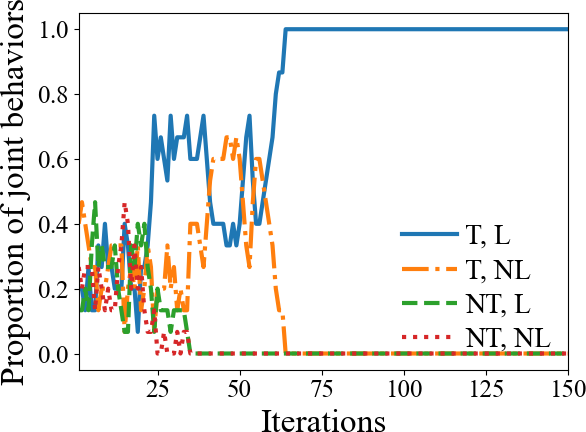 Proportion of joint behaviors
1.0
0.8
0.6
0.4
0.2
0.0
T, L
T, NL
NT, L
NT, NL
25
50
75
100
125
150
Iterations